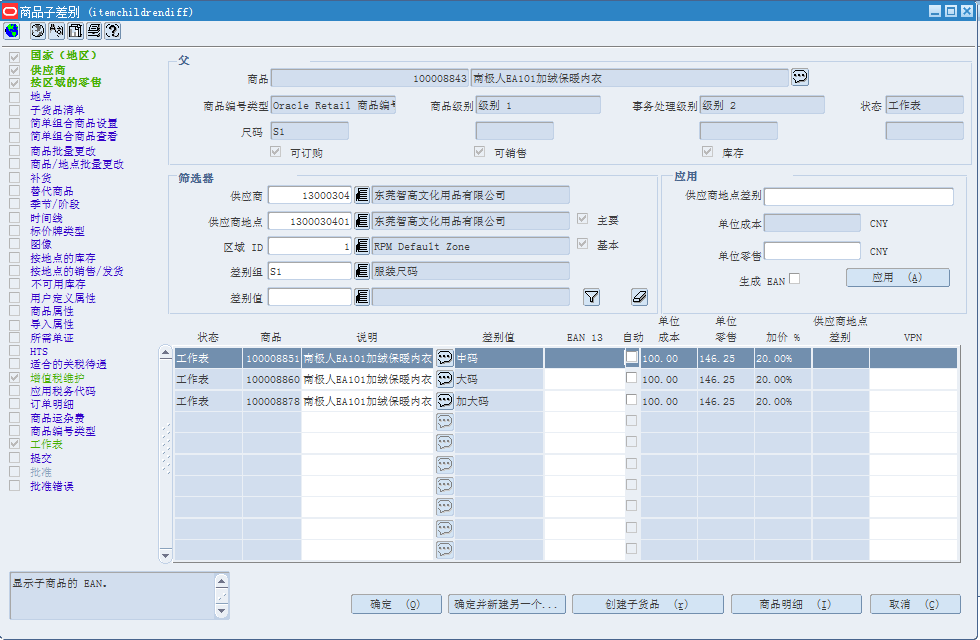 商品子差别 (itemchildrendiff)
国家（地区）
供应商
按区域的零售
地点
子货品清单
简单组合商品设置
简单组合商品查看
商品批量更改
商品/地点批量更改
补货
替代商品
季节/阶段
时间线
标价牌类型
图像
按地点的库存
按地点的销售/发货
不可用库存
用户定义属性
商品属性
导入属性
所需单证
HTS
适合的关税待通
增值税维护
应用税务代码
订单明细
商品运杂费
商品编号类型
工作表
提交
批准
批准错误
父
商品 100008843 南极人EA101加绒保暖内衣
商品编号类型 Oracle Retail 商品编号 商品级别 级别 1 事务处理级别 级别 2 状态 工作表
尺码 S1
可订购 可销售 库存
筛选器
供应商 13000304 东莞智高文化用品有限公司
供应商地点 1300030401 东莞智高文化用品有限公司 主要
区域 ID 1 RPM Default Zone 基本
差别组 S1 服装尺码
差别值
应用
供应商地点差别
单位成本 CNY
单位零售 CNY
生成 EAN 应用 (A)
状态 商品 说明 差别值 EAN 13 自动 单位成本 单位零售 加价 % 供应商地点差别 VPN
工作表 100008851 南极人EA101加绒保暖内衣 中码 100.00 146.25 20.00%
工作表 100008860 南极人EA101加绒保暖内衣 大码 100.00 146.25 20.00%
工作表 100008878 南极人EA101加绒保暖内衣 加大码 100.00 146.25 20.00%
显示子商品的 EAN.
确定 (O) 确定并新建另一个... 创建子货品 (r) 商品明细 (I) 取消 (C)